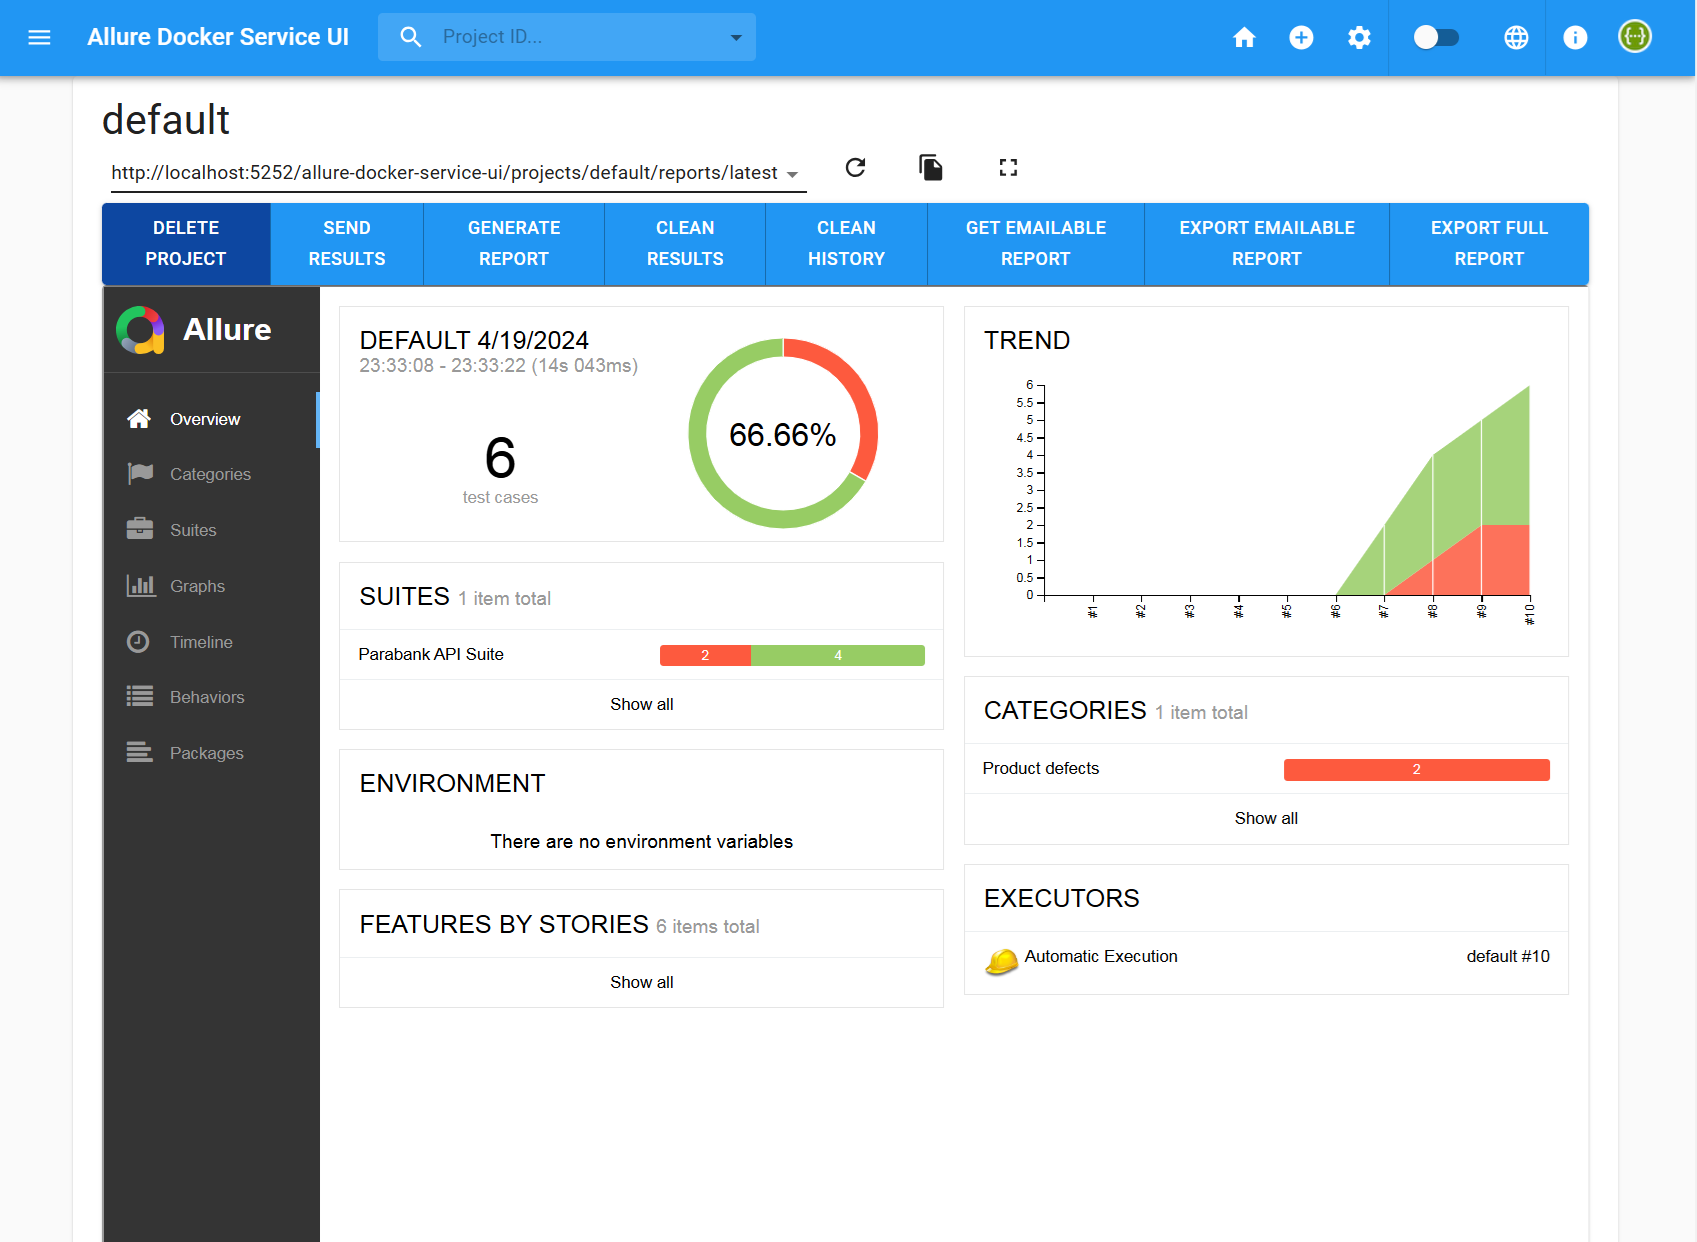 Allure Docker Service UI
Project ID...
default
http://localhost:5252/allure-docker-service-ui/projects/default/reports/latest
DELETE PROJECT
SEND RESULTS
GENERATE REPORT
CLEAN RESULTS
CLEAN HISTORY
GET EMAILABLE REPORT
EXPORT EMAILABLE REPORT
EXPORT FULL REPORT
Allure
Overview
Categories
Suites
Graphs
Timeline
Behaviors
Packages
DEFAULT 4/19/2024
23:33:08 - 23:33:22 (14s 043ms)
6
test cases
66.66%
SUITES 1 item total
Parabank API Suite 2 4
Show all
ENVIRONMENT
There are no environment variables
FEATURES BY STORIES 6 items total
Show all
TREND
6
5.5
5
4.5
4
3.5
3
2.5
2
1.5
1
0.5
0
#1 #2 #3 #4 #5 #6 #7 #8 #9 #10
CATEGORIES 1 item total
Product defects 2
Show all
EXECUTORS
Automatic Execution default #10